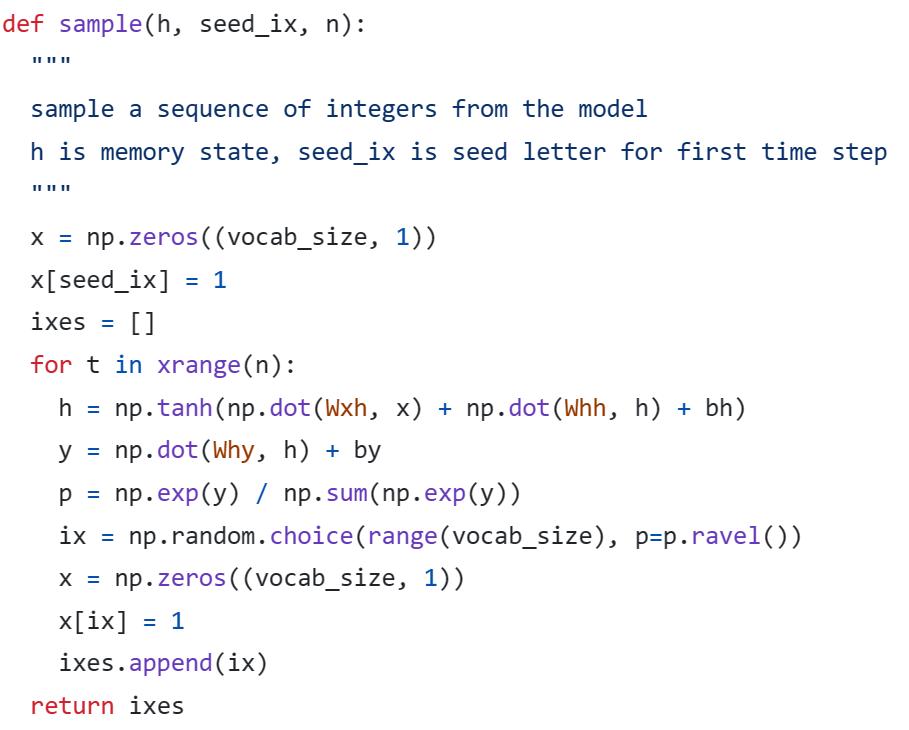 def sample(h, seed_ix, n):
  """
  sample a sequence of integers from the model
  h is memory state, seed_ix is seed letter for first time step
  """
  x = np.zeros((vocab_size, 1))
  x[seed_ix] = 1
  ixes = []
  for t in xrange(n):
    h = np.tanh(np.dot(Wxh, x) + np.dot(Whh, h) + bh)
    y = np.dot(Why, h) + by
    p = np.exp(y) / np.sum(np.exp(y))
    ix = np.random.choice(range(vocab_size), p=p.ravel())
    x = np.zeros((vocab_size, 1))
    x[ix] = 1
    ixes.append(ix)
  return ixes